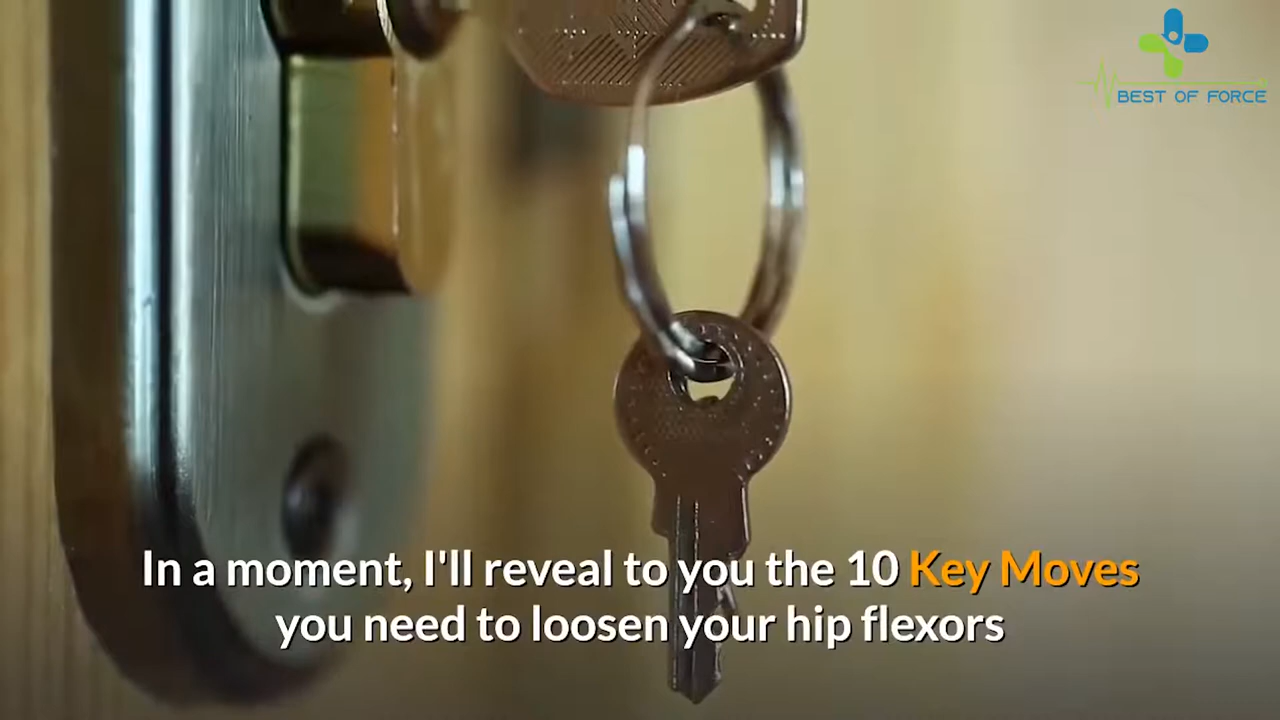 BEST OF FORCE
In a moment, I'll reveal to you the 10 Key Moves
you need to loosen your hip flexors